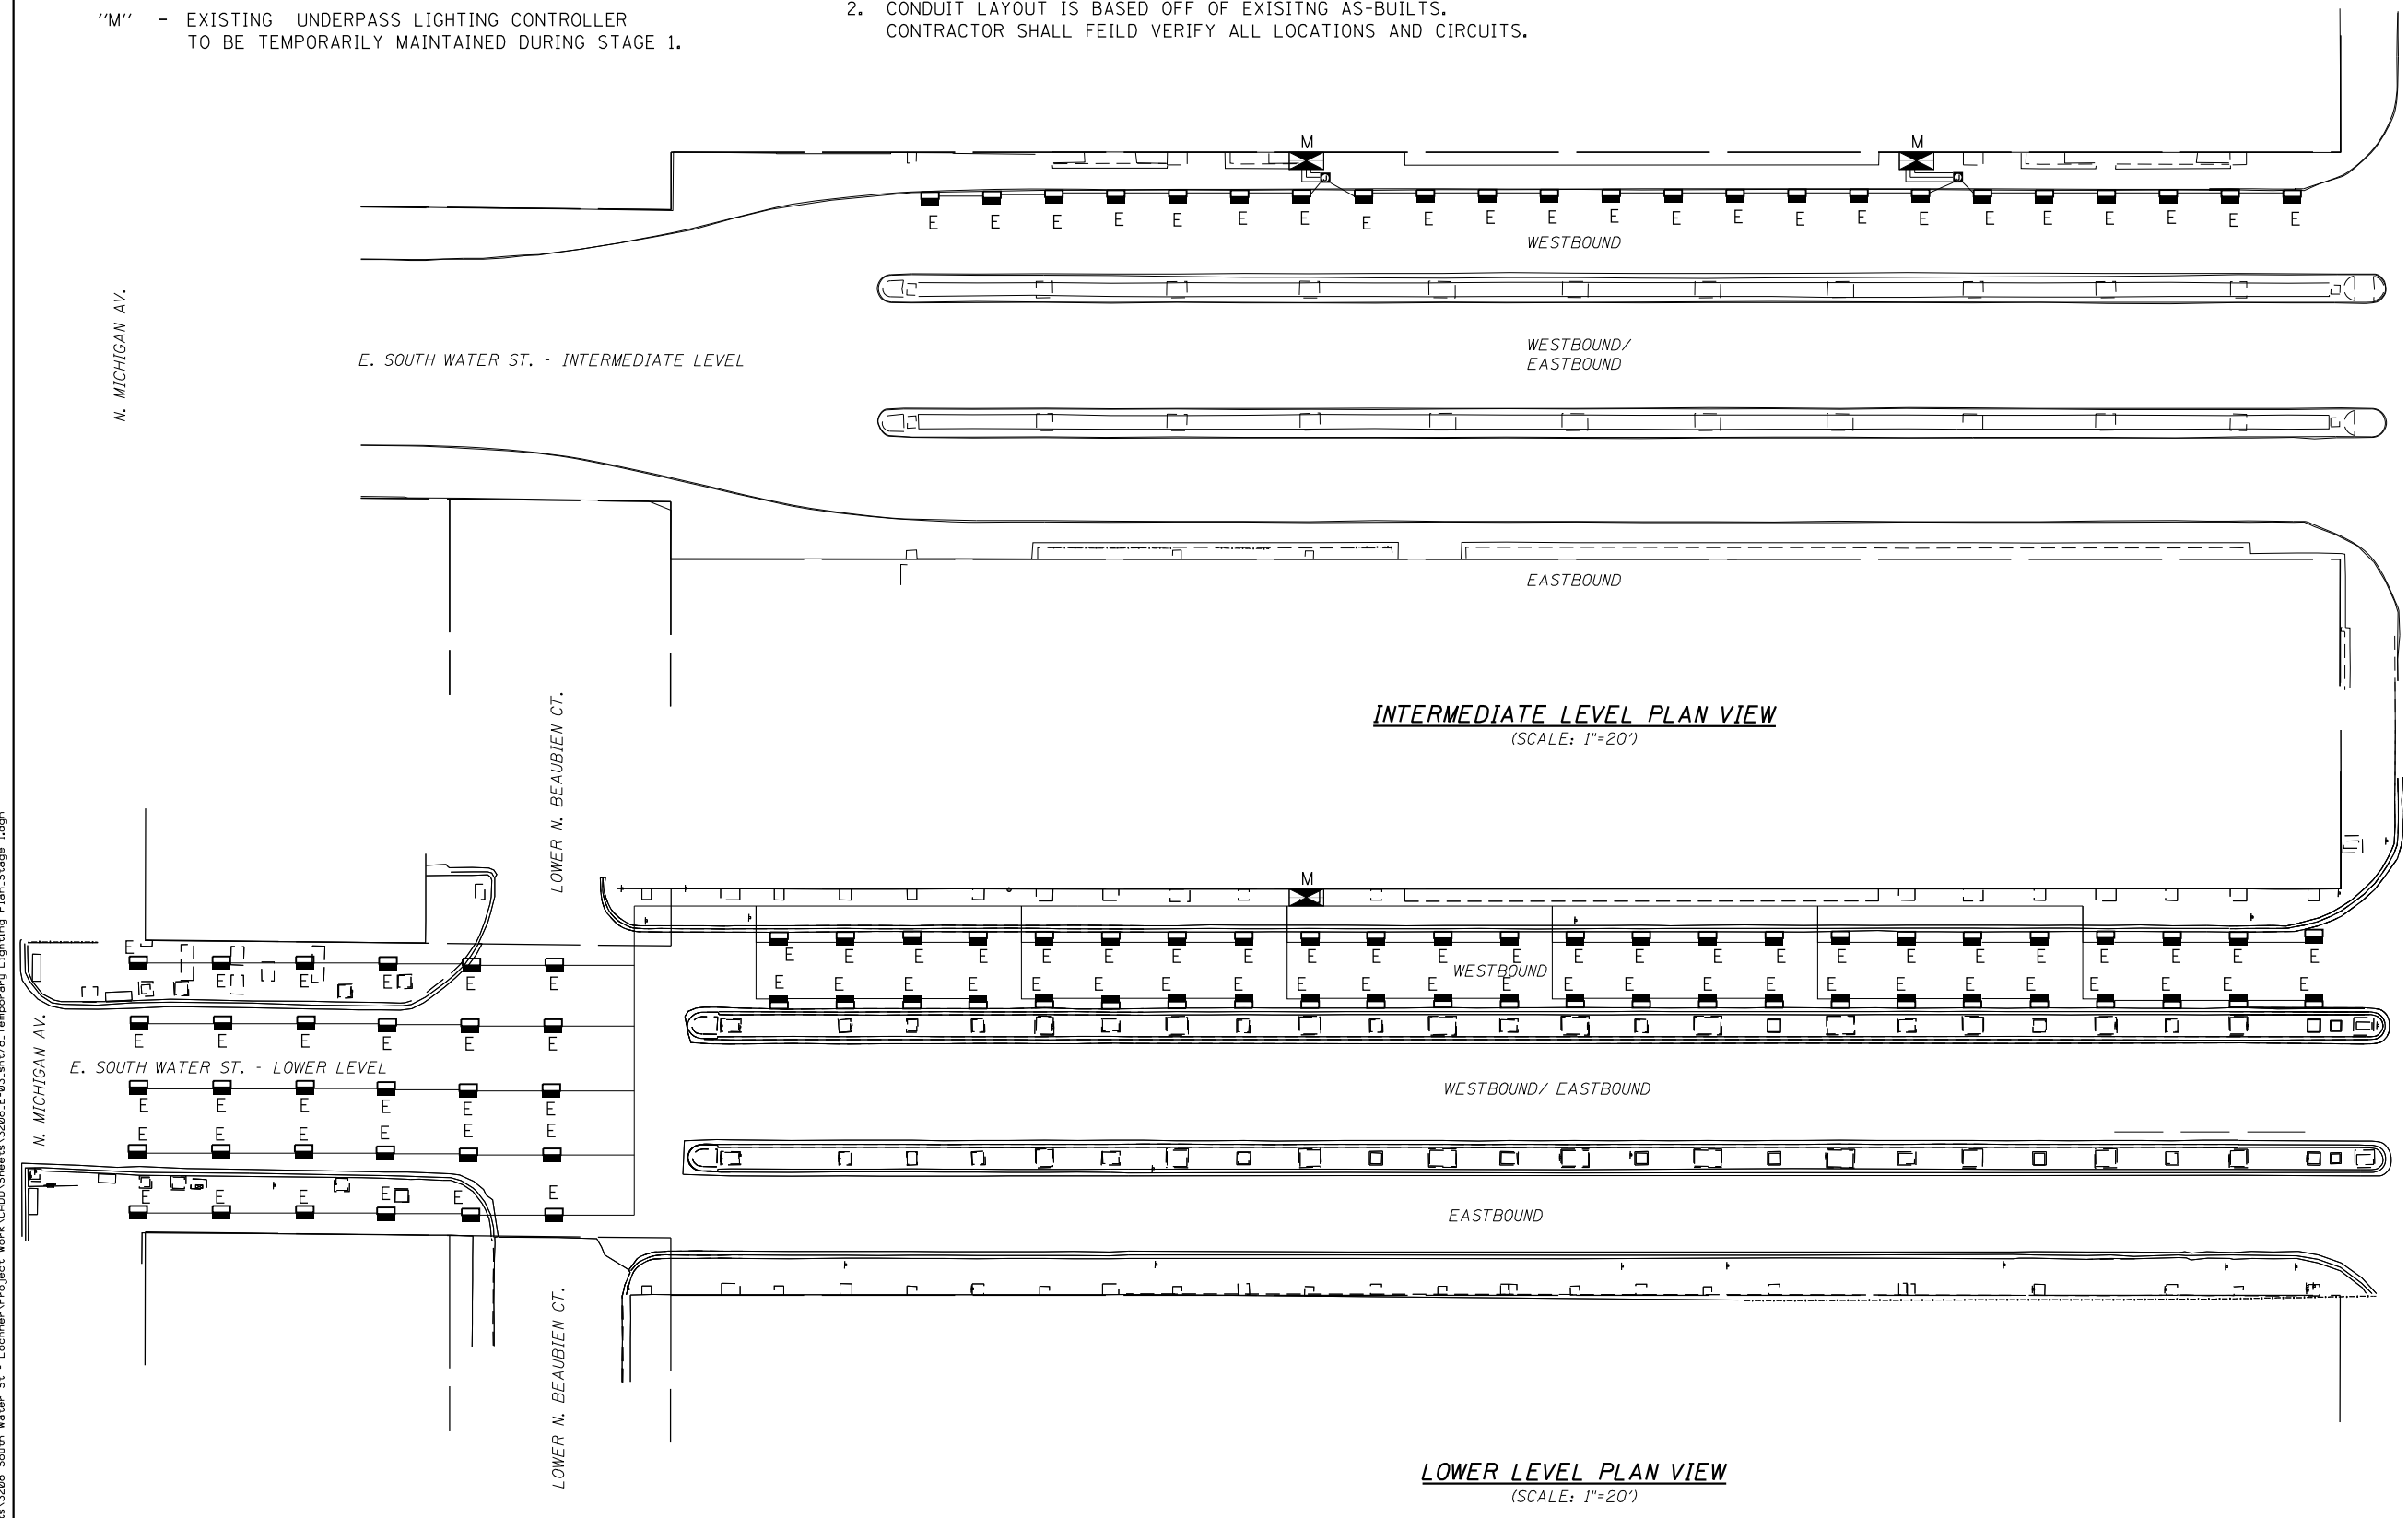 "M" - EXISTING UNDERPASS LIGHTING CONTROLLER
TO BE TEMPORARILY MAINTAINED DURING STAGE 1.
2. CONDUIT LAYOUT IS BASED OFF OF EXISITNG AS-BUILTS.
CONTRACTOR SHALL FEILD VERIFY ALL LOCATIONS AND CIRCUITS.
M M
E E E E E E E E E E E E E E E E E E E E E E E
WESTBOUND
N. MICHIGAN AV.
E. SOUTH WATER ST. - INTERMEDIATE LEVEL
WESTBOUND/
EASTBOUND
EASTBOUND
LOWER N. BEAUBIEN CT.
INTERMEDIATE LEVEL PLAN VIEW
(SCALE: 1"=20')
M
E E E E E E E E E E E E E E E E E E E E E E E E
E E E E E E
WESTBOUND
E E E E E E E E E E E E E E E E E E E E E E E E
E E E E E E
N. MICHIGAN AV.
E. SOUTH WATER ST. - LOWER LEVEL
WESTBOUND/ EASTBOUND
E E E E E E
E E E E E E
E E E E E E
EASTBOUND
LOWER N. BEAUBIEN CT.
LOWER LEVEL PLAN VIEW
(SCALE: 1"=20')